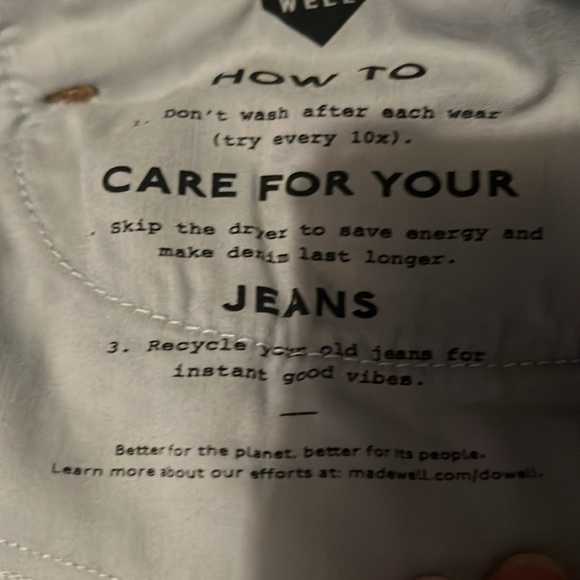 WELL
HOW TO
1. Don't wash after each wear
(try every 10x).
CARE FOR YOUR
Skip the dryer to save energy and
make denim last longer.
JEANS
3. Recycle your old jeans for
instant good vibes.
Better for the planet, better for its people.
Learn more about our efforts at: madewell.com/dowell.